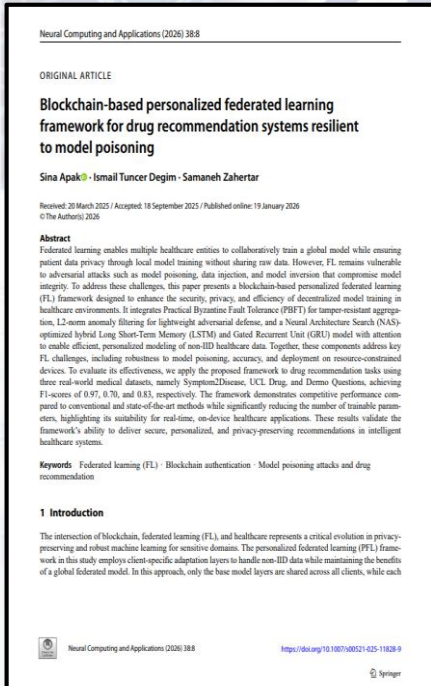 Neural Computing and Applications (2026) 38:8
ORIGINAL ARTICLE
Blockchain-based personalized federated learning
framework for drug recommendation systems resilient
to model poisoning
Sina Apak · Ismail Tuncer Degim · Samaneh Zahertar
Received: 20 March 2025 / Accepted: 18 September 2025 / Published online: 19 January 2026
© The Author(s) 2026
Abstract
Federated learning enables multiple healthcare entities to collaboratively train a global model while ensuring
patient data privacy through local model training without sharing raw data. However, FL remains vulnerable
to adversarial attacks such as model poisoning, data injection, and model inversion that compromise model
integrity. To address these challenges, this paper presents a blockchain-based personalized federated learning
(FL) framework designed to enhance the security, privacy, and efficiency of decentralized model training in
healthcare environments. It integrates Practical Byzantine Fault Tolerance (PBFT) for tamper-resistant aggrega-
tion, L2-norm anomaly filtering for lightweight adversarial defense, and a Neural Architecture Search (NAS)-
optimized hybrid Long Short-Term Memory (LSTM) and Gated Recurrent Unit (GRU) model with attention
to enable efficient, personalized modeling of non-IID healthcare data. Together, these components address key
FL challenges, including robustness to model poisoning, accuracy, and deployment on resource-constrained
devices. To evaluate its effectiveness, we apply the proposed framework to drug recommendation tasks using
three real-world medical datasets, namely Symptom2Disease, UCL Drug, and Dermo Questions, achieving
F1-scores of 0.97, 0.70, and 0.83, respectively. The framework demonstrates competitive performance com-
pared to conventional and state-of-the-art methods while significantly reducing the number of trainable param-
eters, highlighting its suitability for real-time, on-device healthcare applications. These results validate the
framework's ability to deliver secure, personalized, and privacy-preserving recommendations in intelligent
healthcare systems.
Keywords Federated learning (FL) · Blockchain authentication · Model poisoning attacks and drug
recommendation
1 Introduction
The intersection of blockchain, federated learning (FL), and healthcare represents a critical evolution in privacy-
preserving and robust machine learning for sensitive domains. The personalized federated learning (PFL) frame-
work in this study employs client-specific adaptation layers to handle non-IID data while maintaining the benefits
of a global federated model. In this approach, only the base model layers are shared across all clients, while each
Neural Computing and Applications (2026) 38:8
https://doi.org/10.1007/s00521-025-11828-9
Springer